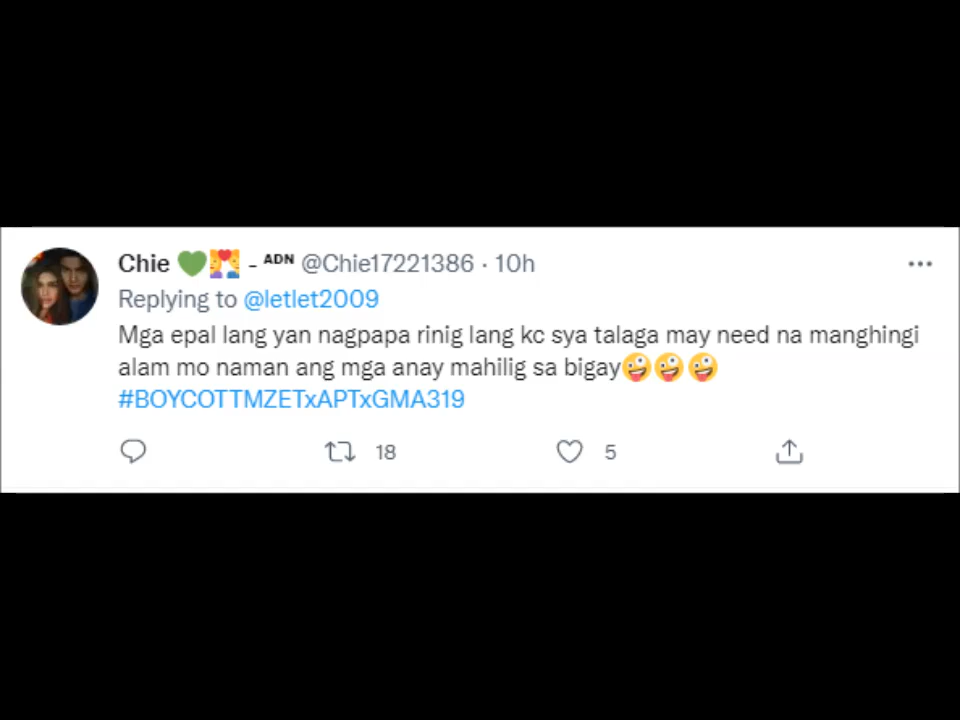 Chie 💚💑 - ᴬᴰᴺ @Chie17221386 · 10h
Replying to @letlet2009
Mga epal lang yan nagpapa rinig lang kc sya talaga may need na manghingi
alam mo naman ang mga anay mahilig sa bigay🤪🤪🤪
#BOYCOTTMZETxAPTxGMA319
18 5